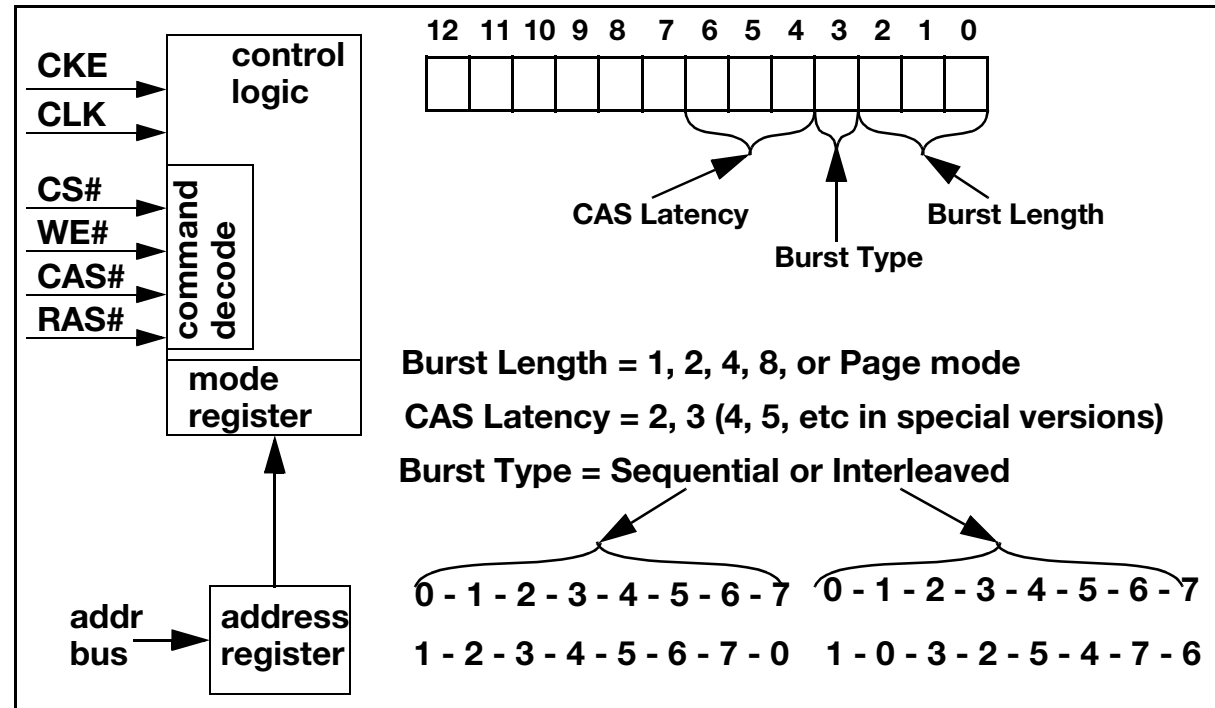 CKE
CLK
CS#
WE#
CAS#
RAS#
control
logic
command
decode
mode
register
addr
bus
address
register
12 11 10 9 8 7 6 5 4 3 2 1 0
CAS Latency
Burst Type
Burst Length
Burst Length = 1, 2, 4, 8, or Page mode
CAS Latency = 2, 3 (4, 5, etc in special versions)
Burst Type = Sequential or Interleaved
0 - 1 - 2 - 3 - 4 - 5 - 6 - 7
1 - 2 - 3 - 4 - 5 - 6 - 7 - 0
0 - 1 - 2 - 3 - 4 - 5 - 6 - 7
1 - 0 - 3 - 2 - 5 - 4 - 7 - 6